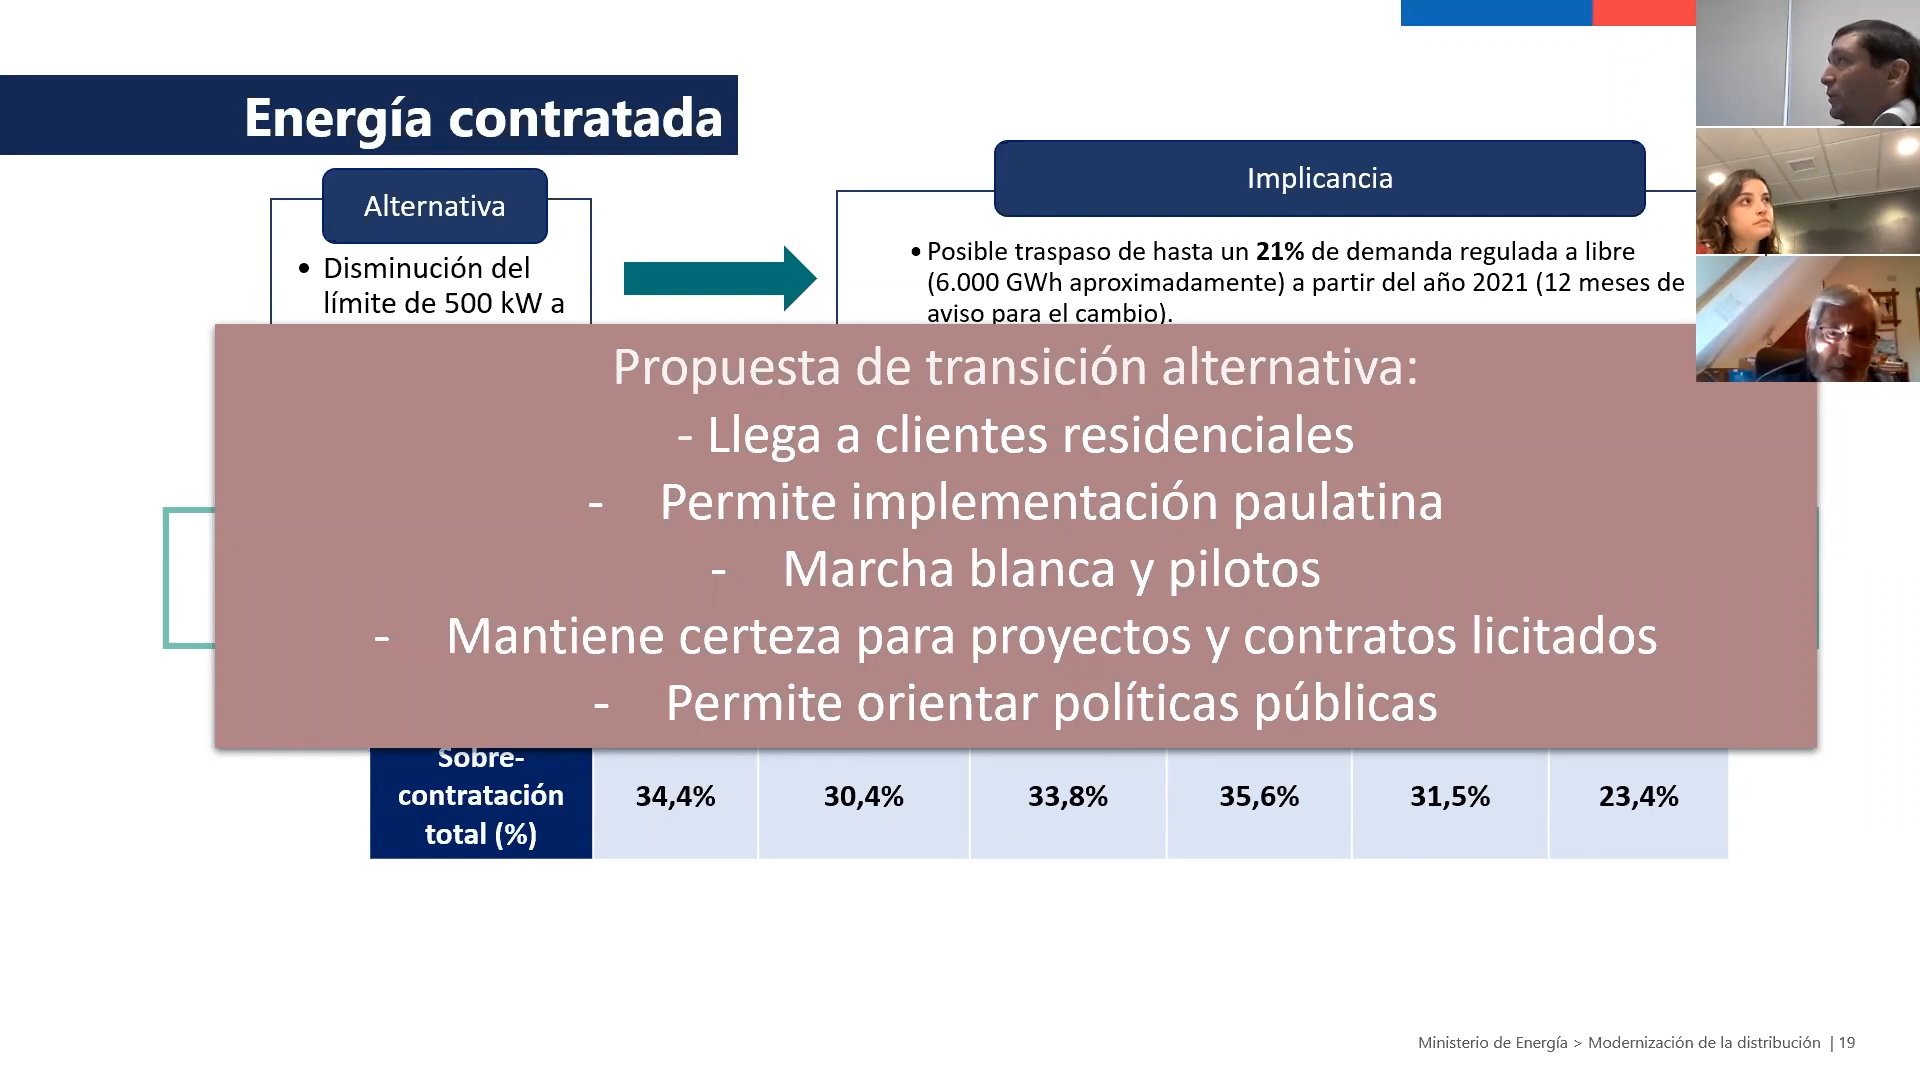 Energía contratada
Alternativa
Implicancia
• Disminución del
límite de 500 kW a
• Posible traspaso de hasta un 21% de demanda regulada a libre
(6.000 GWh aproximadamente) a partir del año 2021 (12 meses de
aviso para el cambio).
Propuesta de transición alternativa:
- Llega a clientes residenciales
- Permite implementación paulatina
- Marcha blanca y pilotos
- Mantiene certeza para proyectos y contratos licitados
- Permite orientar políticas públicas
Sobre-
contratación
total (%)
34,4% 30,4% 33,8% 35,6% 31,5% 23,4%
Ministerio de Energía > Modernización de la distribución | 19